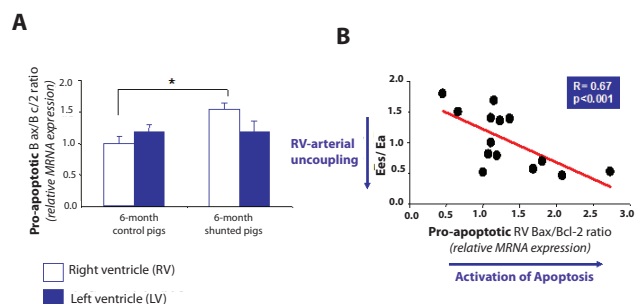 A
Pro-apoptotic B ax/B c/2 ratio
(relative MRNA expression)
2.0
1.5
1.0
0.5
0.0
*
6-month
control pigs
6-month
shunted pigs
Right ventricle (RV)
Left ventricle (LV)
B
RV-arterial
uncoupling
Ees/ Ea
2.0
1.5
1.0
0.5
0.0
R= 0.67
p<0.001
0.0
0.5
1.0
1.5
2.0
2.5
3.0
Pro-apoptotic RV Bax/Bcl-2 ratio
(relative MRNA expression)
Activation of Apoptosis